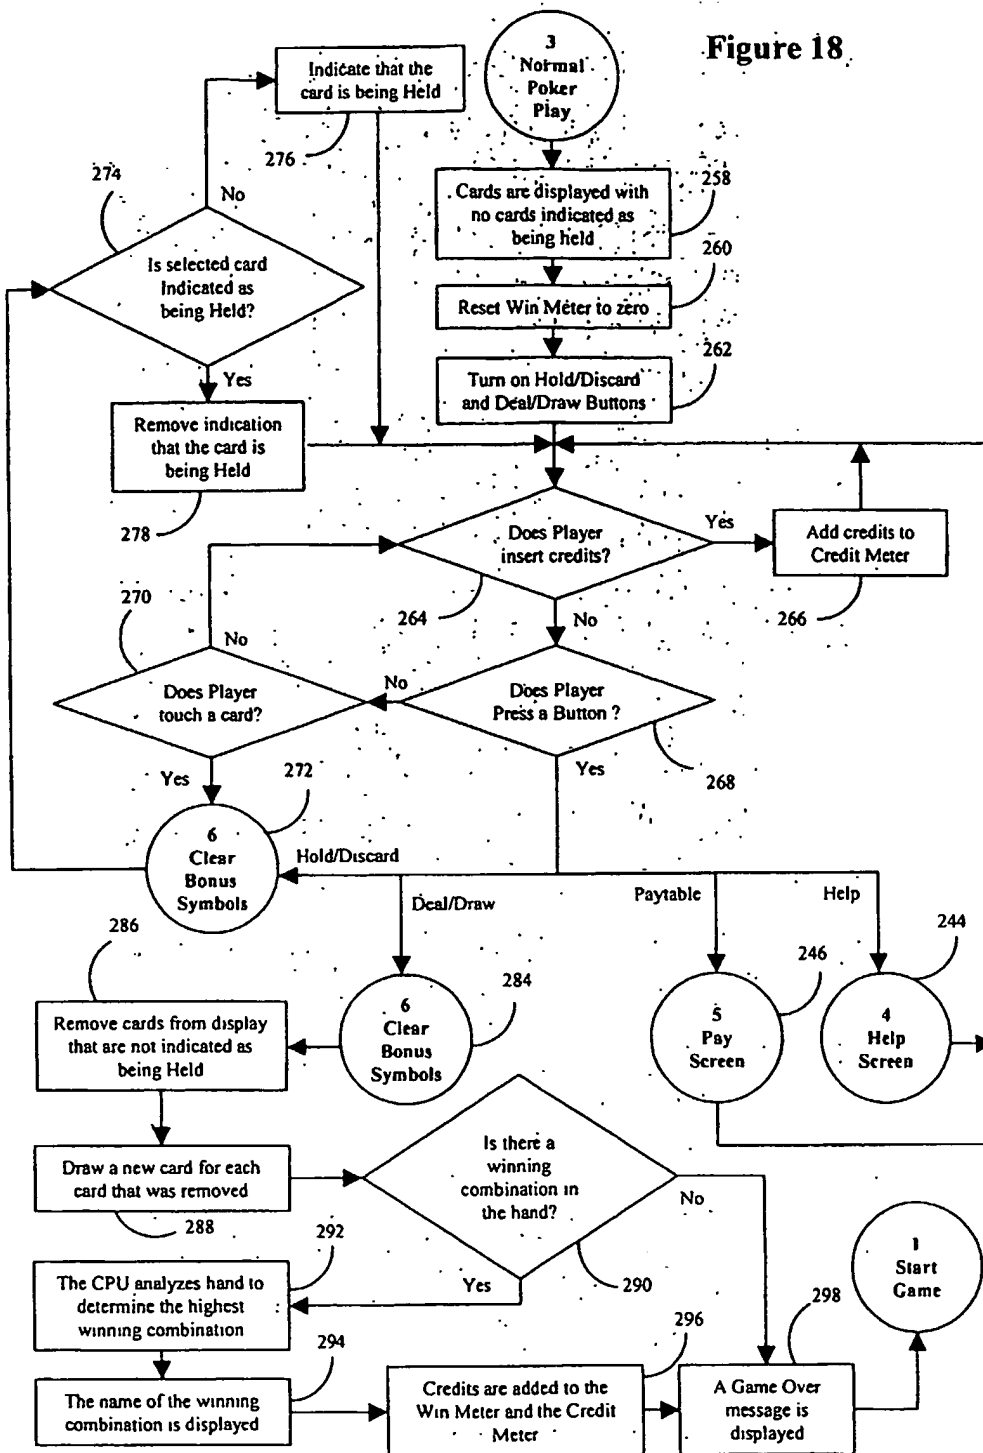 Figure 18
3
Normal
Poker
Play
Indicate that the
card is being Held
276
274
No
Cards are displayed with
no cards indicated as
being held
258
260
Is selected card
Indicated as
being Held?
Reset Win Meter to zero
262
Yes
Turn on Hold/Discard
and Deal/Draw Buttons
Remove indication
that the card is
being Held
278
Does Player
insert credits?
Yes
Add credits to
Credit Meter
264
266
No
270
No
Does Player
touch a card?
No
Does Player
Press a Button ?
268
Yes
Yes
272
6
Clear
Bonus
Symbols
Hold/Discard
Deal/Draw
Paytable
Help
286
284
246
244
Remove cards from display
that are not indicated as
being Held
6
Clear
Bonus
Symbols
5
Pay
Screen
4
Help
Screen
Draw a new card for each
card that was removed
288
Is there a
winning
combination in
the hand?
No
290
Yes
292
The CPU analyzes hand to
determine the highest
winning combination
1
Start
Game
294
296
298
The name of the winning
combination is displayed
Credits are added to the
Win Meter and the Credit
Meter
A Game Over
message is
displayed